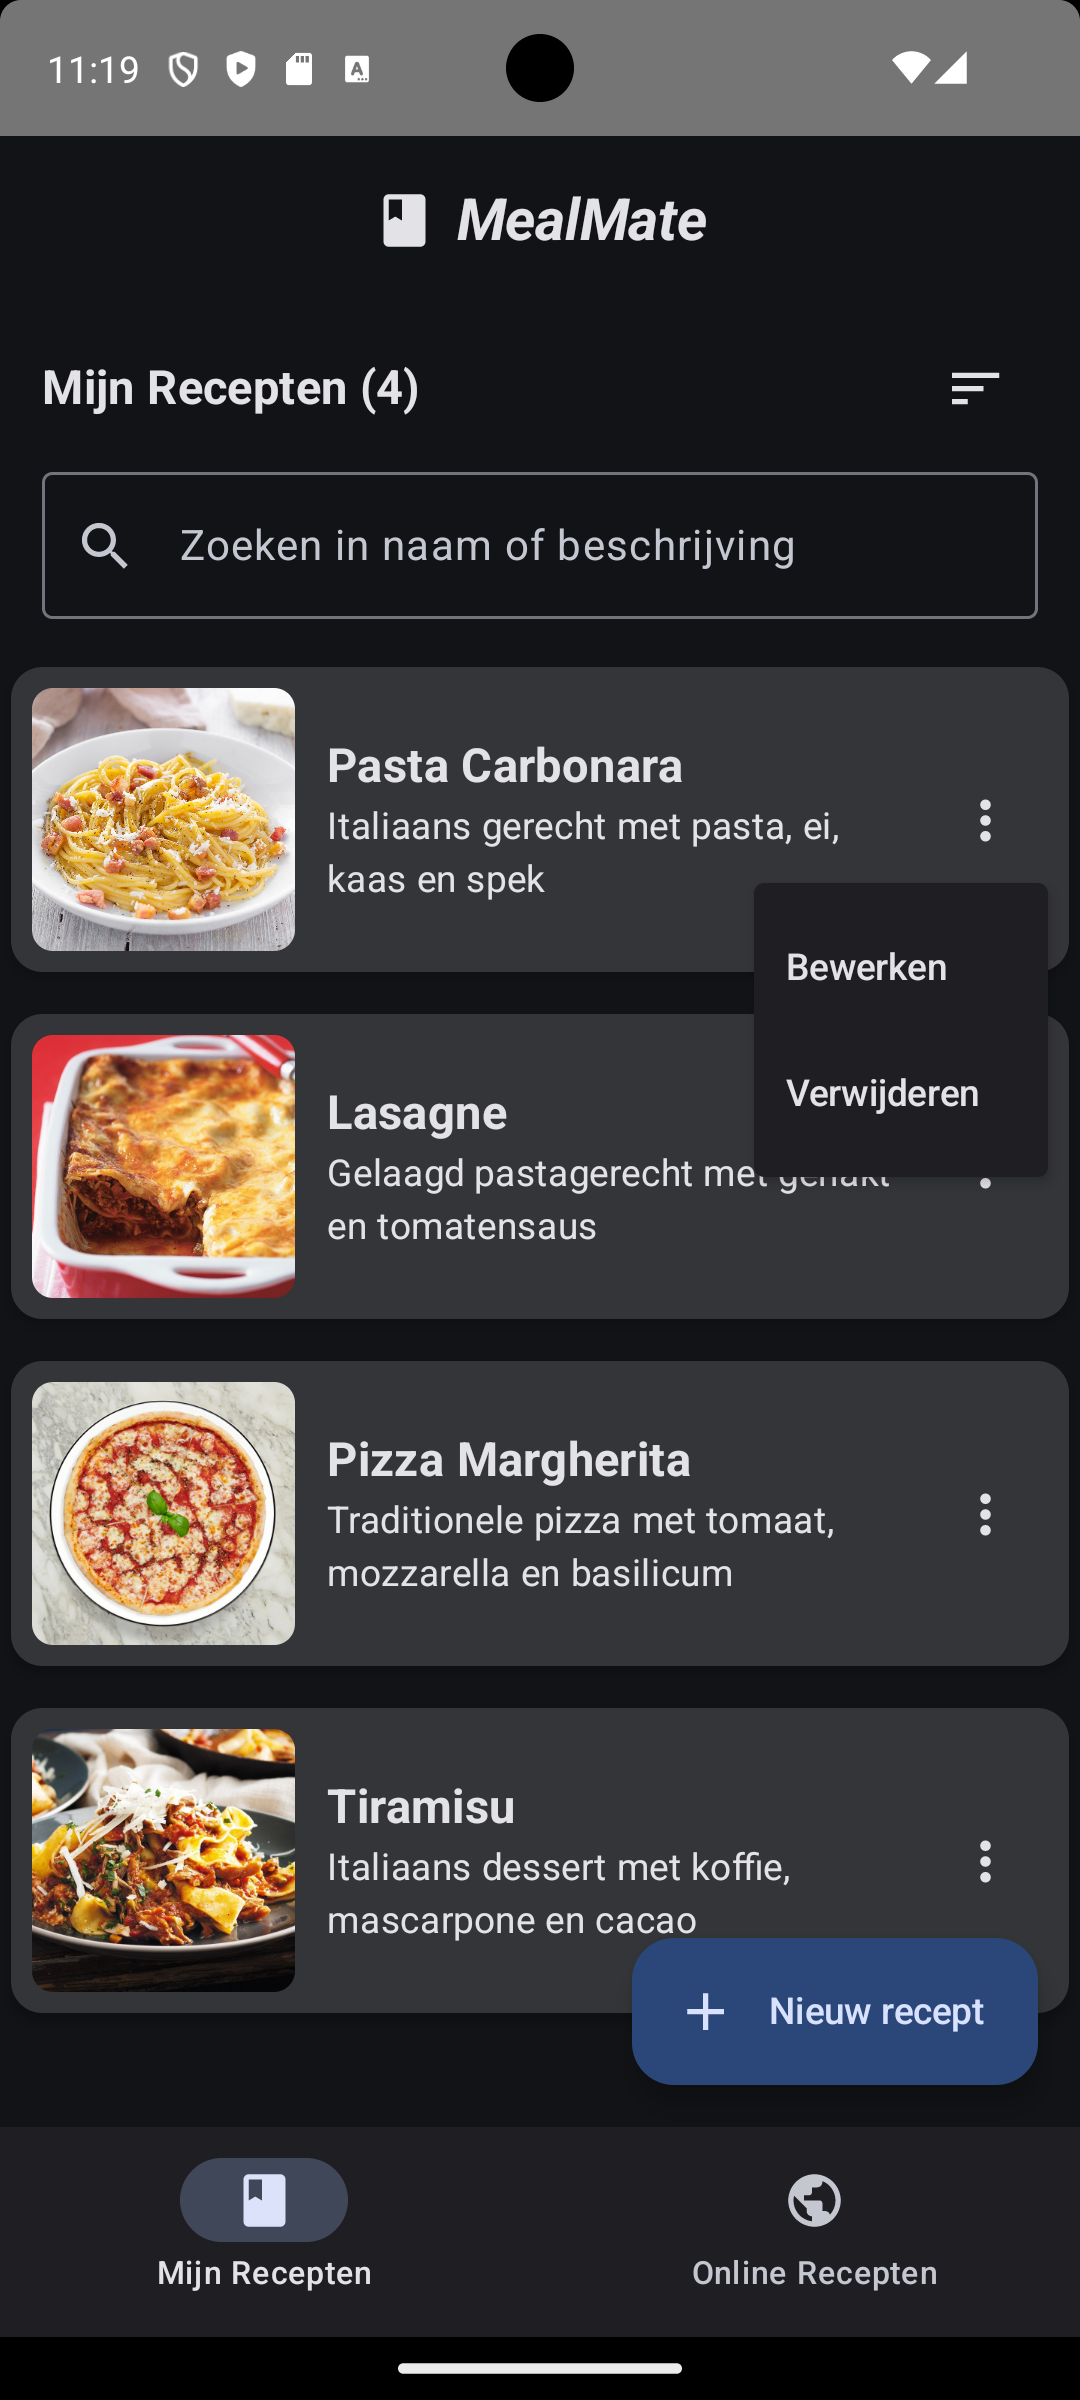 11:19
MealMate
Mijn Recepten (4)
Zoeken in naam of beschrijving
Pasta Carbonara
Italiaans gerecht met pasta, ei,
kaas en spek
Bewerken
Verwijderen
Lasagne
Gelaagd pastagerecht met gehakt
en tomatensaus
Pizza Margherita
Traditionele pizza met tomaat,
mozzarella en basilicum
Tiramisu
Italiaans dessert met koffie,
mascarpone en cacao
Nieuw recept
Mijn Recepten
Online Recepten